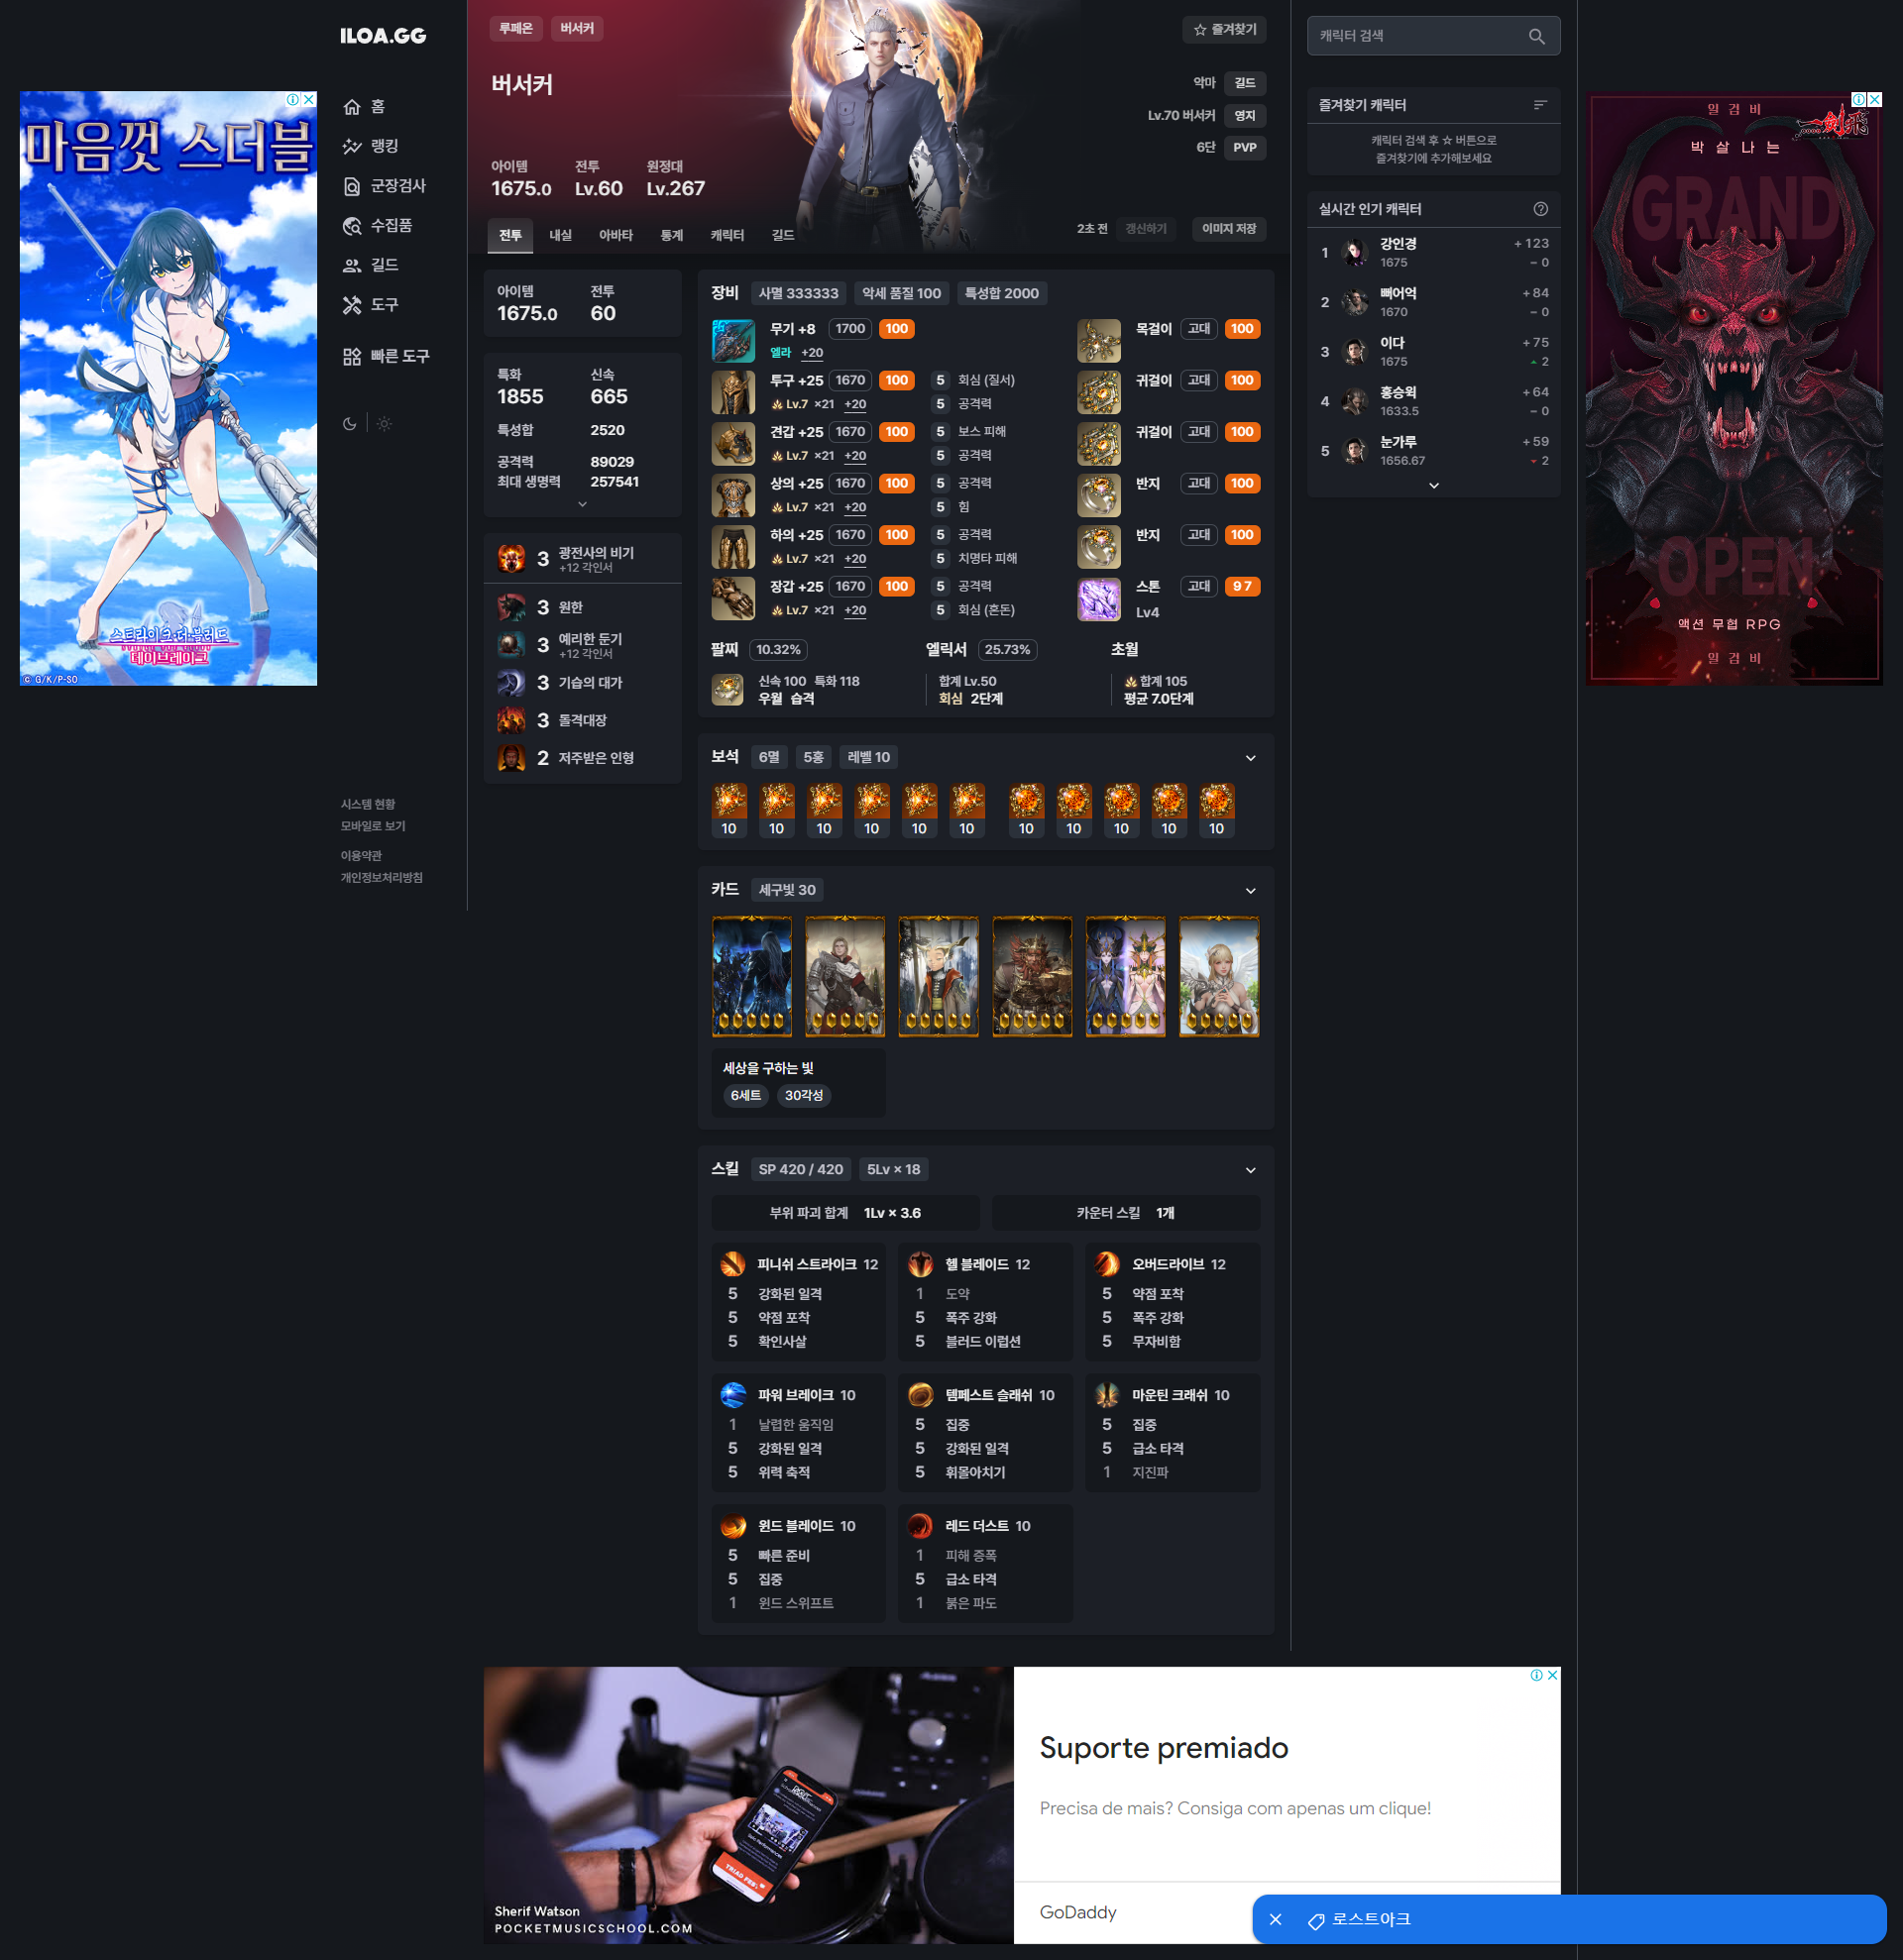 ILOA.GG
홈
랭킹
군장검사
수집품
길드
도구
빠른 도구
시스템 현황
모바일로 보기
이용약관
개인정보처리방침
마음껏 스더블
스트라이크 더 블러드
데이브레이크
© G/K/P-SO
루페온 버서커
☆ 즐겨찾기
버서커
악마 길드
Lv.70 버서커 영지
6단 PVP
아이템 전투 원정대
1675.0 Lv.60 Lv.267
전투 내실 아바타 통계 캐릭터 길드
2초 전 갱신하기 이미지 저장
아이템 전투
1675.0 60
특화 신속
1855 665
특성합 2520
공격력 89029
최대 생명력 257541
3 광전사의 비기
+12 각인서
3 원한
3 예리한 둔기
+12 각인서
3 기습의 대가
3 돌격대장
2 저주받은 인형
장비 사멸 333333 악세 품질 100 특성합 2000
무기 +8 1700 100
엘라 +20
투구 +25 1670 100 5 회심 (질서)
Lv.7 ×21 +20 5 공격력
견갑 +25 1670 100 5 보스 피해
Lv.7 ×21 +20 5 공격력
상의 +25 1670 100 5 공격력
Lv.7 ×21 +20 5 힘
하의 +25 1670 100 5 공격력
Lv.7 ×21 +20 5 치명타 피해
장갑 +25 1670 100 5 공격력
Lv.7 ×21 +20 5 회심 (혼돈)
목걸이 고대 100
귀걸이 고대 100
귀걸이 고대 100
반지 고대 100
반지 고대 100
스톤 고대 9 7
Lv4
팔찌 10.32% 엘릭서 25.73% 초월
신속 100 특화 118 합계 Lv.50 합계 105
우월 습격 회심 2단계 평균 7.0단계
보석 6멸 5홍 레벨 10
10 10 10 10 10 10 10 10 10 10 10
카드 세구빛 30
세상을 구하는 빛
6세트 30각성
스킬 SP 420 / 420 5Lv × 18
부위 파괴 합계 1Lv × 3.6 카운터 스킬 1개
피니쉬 스트라이크 12
5 강화된 일격
5 약점 포착
5 확인사살
헬 블레이드 12
1 도약
5 폭주 강화
5 블러드 이럽션
오버드라이브 12
5 약점 포착
5 폭주 강화
5 무자비함
파워 브레이크 10
1 날렵한 움직임
5 강화된 일격
5 위력 축적
템페스트 슬래쉬 10
5 집중
5 강화된 일격
5 휘몰아치기
마운틴 크래쉬 10
5 집중
5 급소 타격
1 지진파
윈드 블레이드 10
5 빠른 준비
5 집중
1 윈드 스위프트
레드 더스트 10
1 피해 증폭
5 급소 타격
1 붉은 파도
캐릭터 검색
즐겨찾기 캐릭터
캐릭터 검색 후 ☆ 버튼으로
즐겨찾기에 추가해보세요
실시간 인기 캐릭터
1 강인경 + 123
1675 − 0
2 뻐어억 + 84
1670 − 0
3 이다 + 75
1675 2
4 홍승윅 + 64
1633.5 − 0
5 눈가루 + 59
1656.67 2
일 검 비
一剑飛
박 살 나 는
GRAND
OPEN
액션 무협 RPG
일 검 비
Sherif Watson
POCKETMUSICSCHOOL.COM
Suporte premiado
Precisa de mais? Consiga com apenas um clique!
GoDaddy
로스트아크